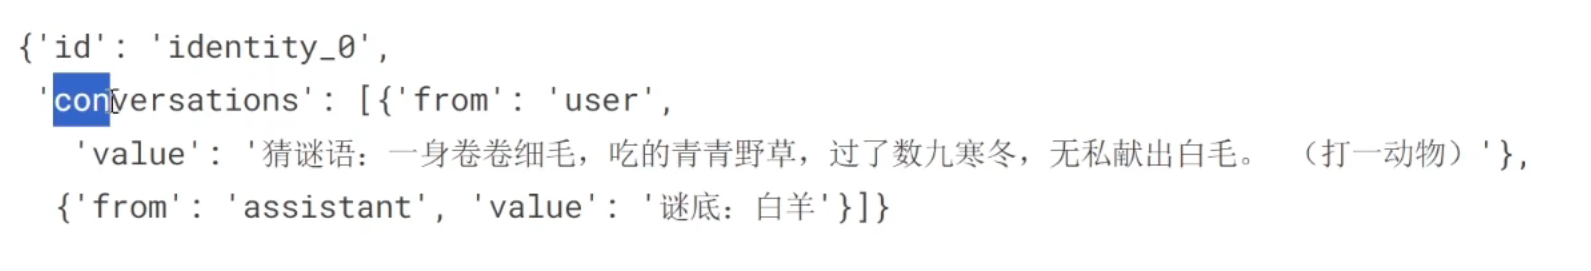 {'id': 'identity_0',
'conversations': [{'from': 'user',
'value': '猜谜语：一身卷卷细毛，吃的青青野草，过了数九寒冬，无私献出白毛。 （打一动物）'},
{'from': 'assistant', 'value': '谜底：白羊'}]}